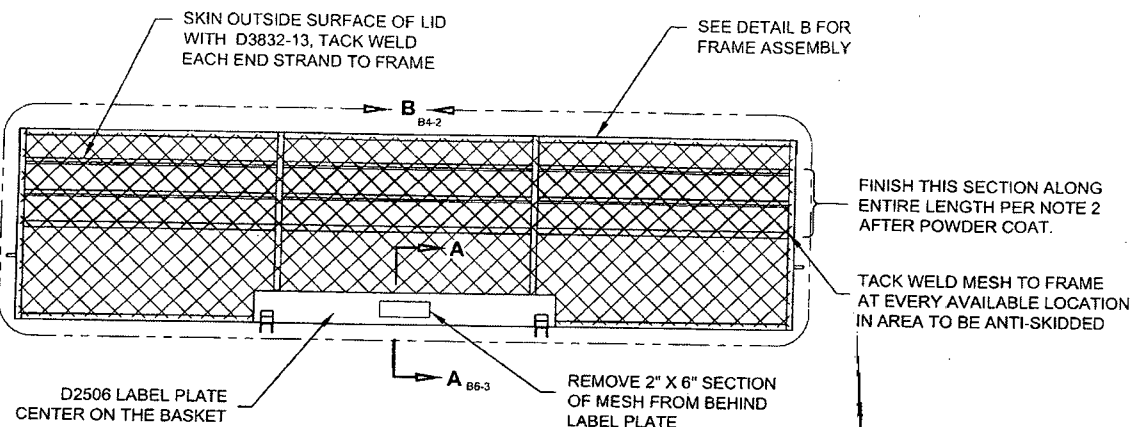 SKIN OUTSIDE SURFACE OF LID
WITH D3832-13, TACK WELD
EACH END STRAND TO FRAME
SEE DETAIL B FOR
FRAME ASSEMBLY
B
B4-2
FINISH THIS SECTION ALONG
ENTIRE LENGTH PER NOTE 2
AFTER POWDER COAT.
A
TACK WELD MESH TO FRAME
AT EVERY AVAILABLE LOCATION
IN AREA TO BE ANTI-SKIDDED
A B6-3
D2506 LABEL PLATE
CENTER ON THE BASKET
REMOVE 2" X 6" SECTION
OF MESH FROM BEHIND
LABEL PLATE